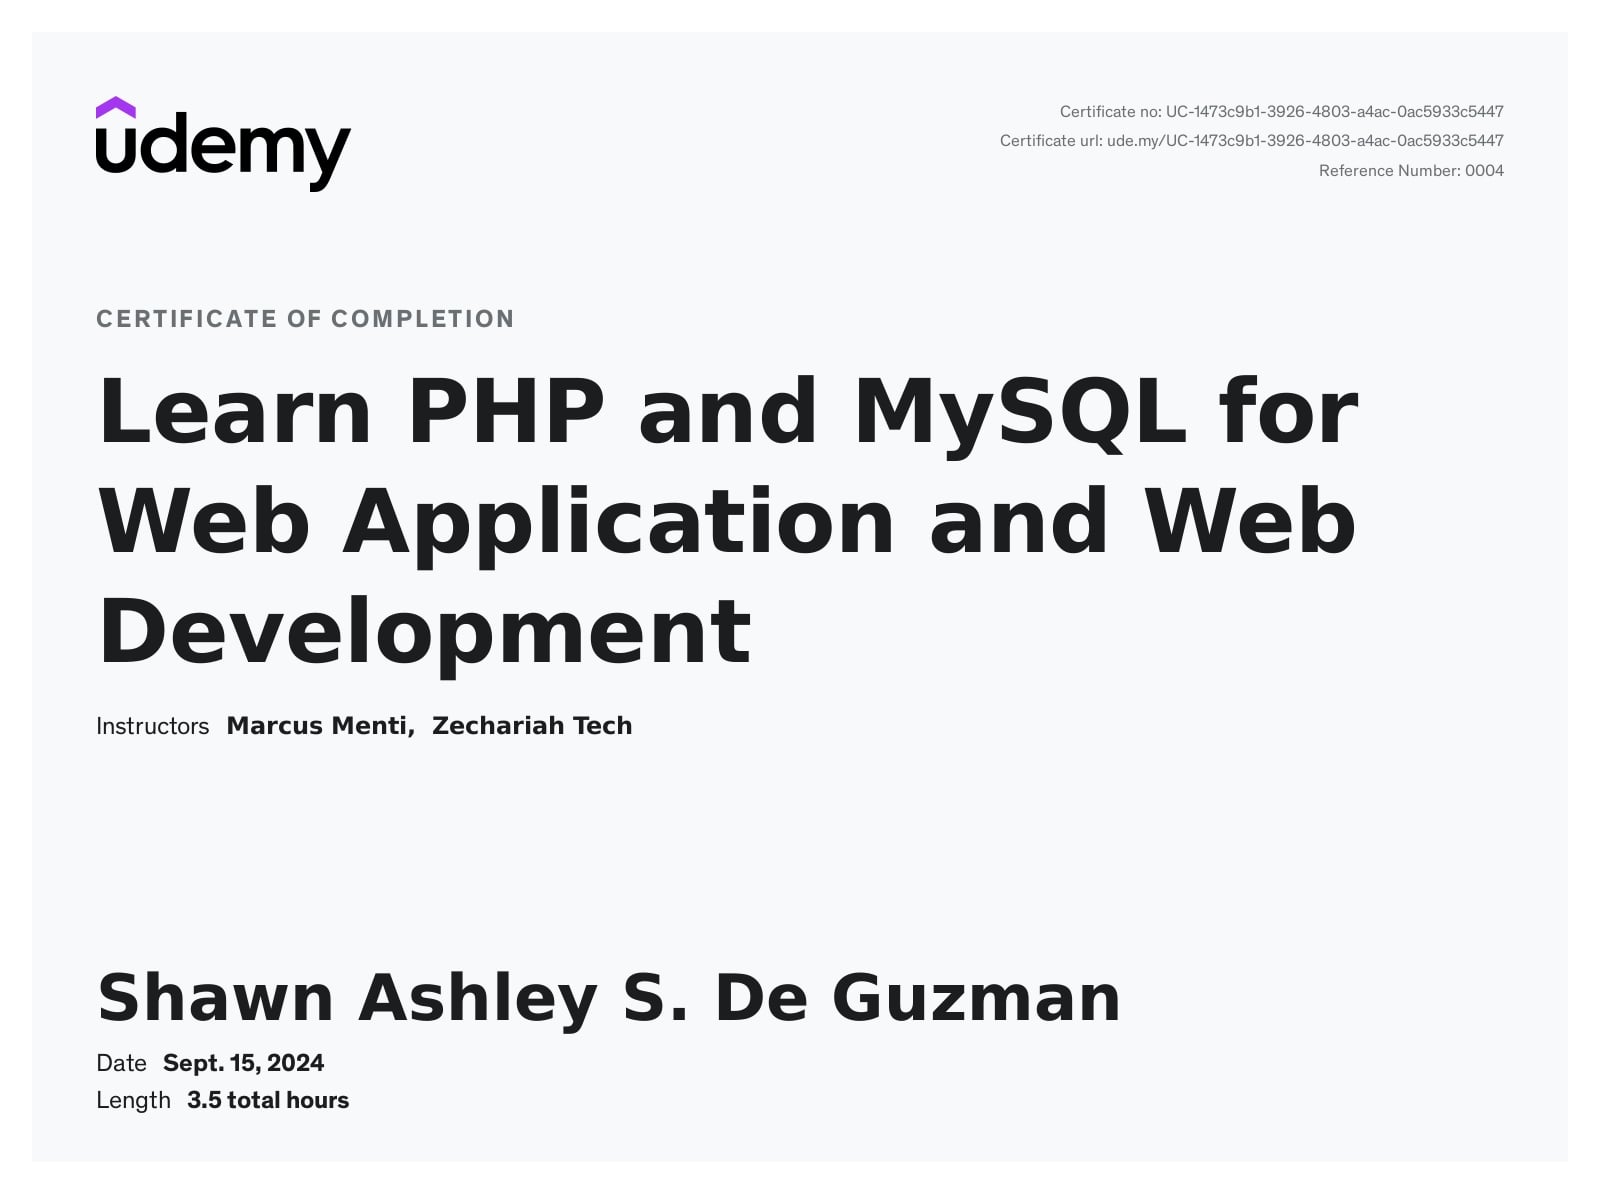 udemy
Certificate no: UC-1473c9b1-3926-4803-a4ac-0ac5933c5447
Certificate url: ude.my/UC-1473c9b1-3926-4803-a4ac-0ac5933c5447
Reference Number: 0004
CERTIFICATE OF COMPLETION
Learn PHP and MySQL for
Web Application and Web
Development
Instructors Marcus Menti, Zechariah Tech
Shawn Ashley S. De Guzman
Date Sept. 15, 2024
Length 3.5 total hours